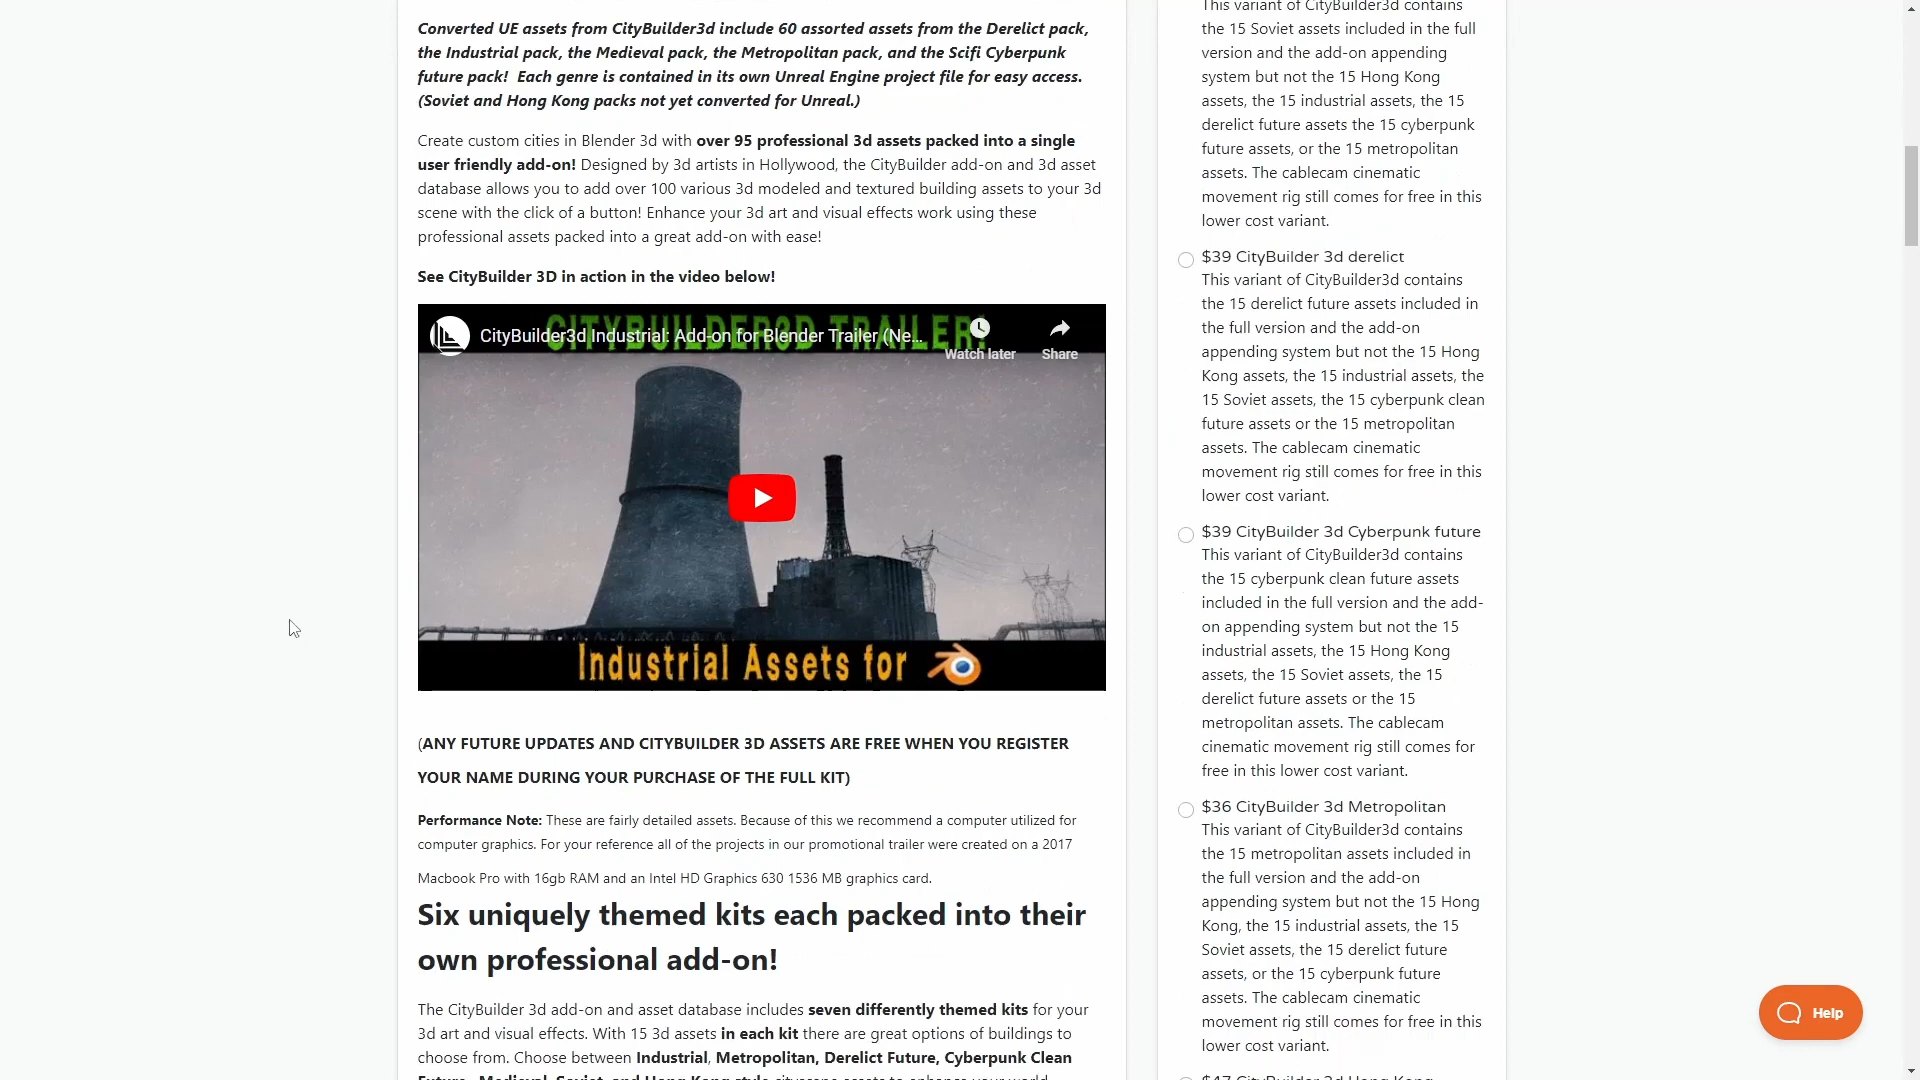 Converted UE assets from CityBuilder3d include 60 assorted assets from the Derelict pack,
the Industrial pack, the Medieval pack, the Metropolitan pack, and the Scifi Cyberpunk
future pack!  Each genre is contained in its own Unreal Engine project file for easy access.
(Soviet and Hong Kong packs not yet converted for Unreal.)
Create custom cities in Blender 3d with over 95 professional 3d assets packed into a single
user friendly add-on! Designed by 3d artists in Hollywood, the CityBuilder add-on and 3d asset
database allows you to add over 100 various 3d modeled and textured building assets to your 3d
scene with the click of a button! Enhance your 3d art and visual effects work using these
professional assets packed into a great add-on with ease!
See CityBuilder 3D in action in the video below!
CITYBUILDER3D TRAILER!
CityBuilder3d Industrial: Add-on for Blender Trailer (Ne...
Watch later
Share
Industrial Assets for
(ANY FUTURE UPDATES AND CITYBUILDER 3D ASSETS ARE FREE WHEN YOU REGISTER
YOUR NAME DURING YOUR PURCHASE OF THE FULL KIT)
Performance Note: These are fairly detailed assets. Because of this we recommend a computer utilized for
computer graphics. For your reference all of the projects in our promotional trailer were created on a 2017
Macbook Pro with 16gb RAM and an Intel HD Graphics 630 1536 MB graphics card.
Six uniquely themed kits each packed into their
own professional add-on!
The CityBuilder 3d add-on and asset database includes seven differently themed kits for your
3d art and visual effects. With 15 3d assets in each kit there are great options of buildings to
choose from. Choose between Industrial, Metropolitan, Derelict Future, Cyberpunk Clean
Future, Medieval, Soviet, and Hong Kong style cityscape assets to enhance your world
This variant of CityBuilder3d contains
the 15 Soviet assets included in the full
version and the add-on appending
system but not the 15 Hong Kong
assets, the 15 industrial assets, the 15
derelict future assets the 15 cyberpunk
future assets, or the 15 metropolitan
assets. The cablecam cinematic
movement rig still comes for free in this
lower cost variant.
$39 CityBuilder 3d derelict
This variant of CityBuilder3d contains
the 15 derelict future assets included in
the full version and the add-on
appending system but not the 15 Hong
Kong assets, the 15 industrial assets, the
15 Soviet assets, the 15 cyberpunk clean
future assets or the 15 metropolitan
assets. The cablecam cinematic
movement rig still comes for free in this
lower cost variant.
$39 CityBuilder 3d Cyberpunk future
This variant of CityBuilder3d contains
the 15 cyberpunk clean future assets
included in the full version and the add-
on appending system but not the 15
industrial assets, the 15 Hong Kong
assets, the 15 Soviet assets, the 15
derelict future assets or the 15
metropolitan assets. The cablecam
cinematic movement rig still comes for
free in this lower cost variant.
$36 CityBuilder 3d Metropolitan
This variant of CityBuilder3d contains
the 15 metropolitan assets included in
the full version and the add-on
appending system but not the 15 Hong
Kong, the 15 industrial assets, the 15
Soviet assets, the 15 derelict future
assets, or the 15 cyberpunk future
assets. The cablecam cinematic
movement rig still comes for free in this
lower cost variant.
$47 CityBuilder 3d Hong Kong
Help